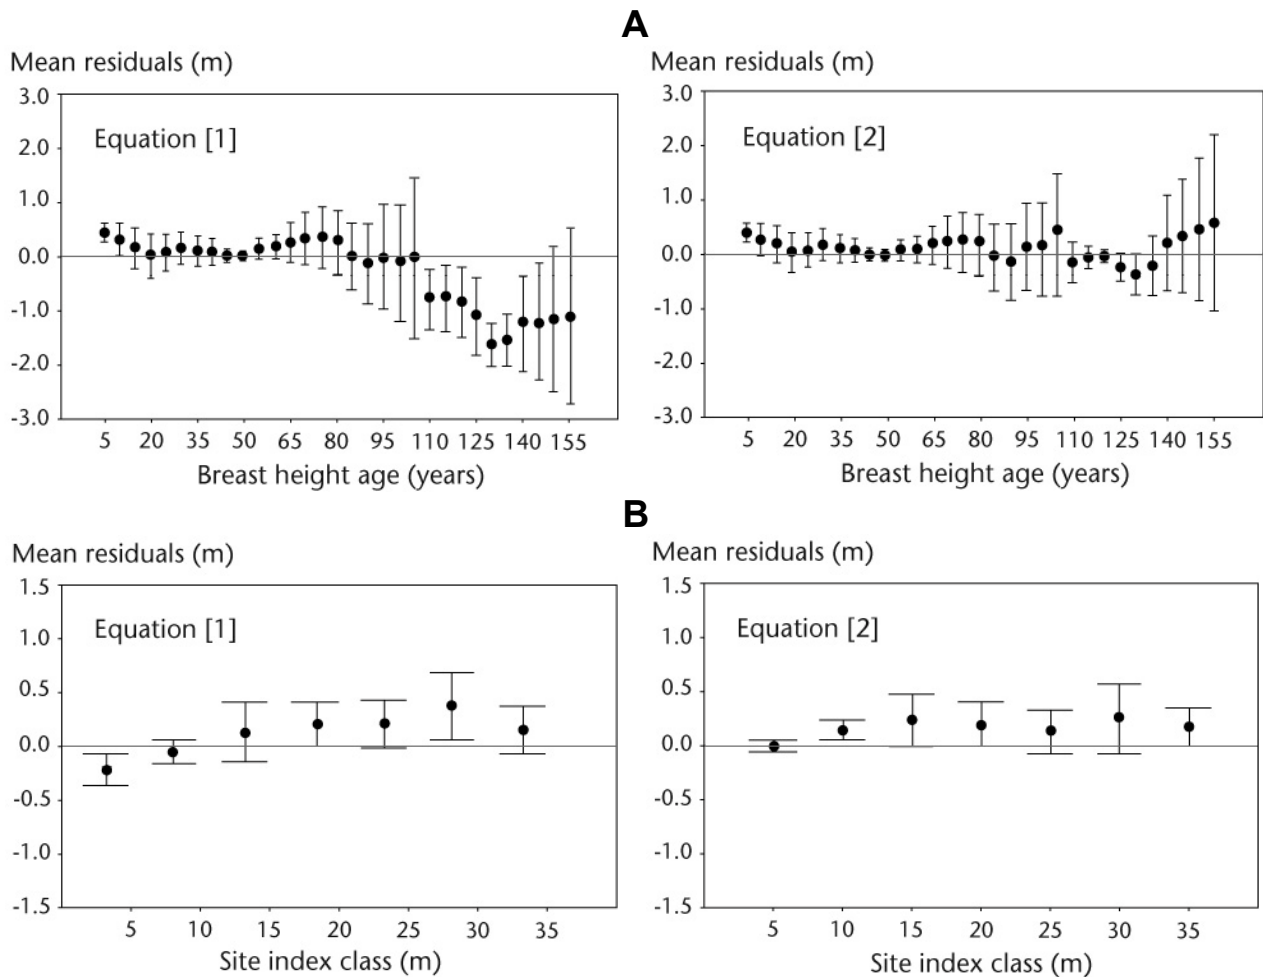 A
Mean residuals (m)
Mean residuals (m)
3.0
2.0
1.0
0.0
-1.0
-2.0
-3.0
Equation [1]
5 20 35 50 65 80 95 110 125 140 155
Breast height age (years)
3.0
2.0
1.0
0.0
-1.0
-2.0
-3.0
Equation [2]
5 20 35 50 65 80 95 110 125 140 155
Breast height age (years)
B
Mean residuals (m)
Mean residuals (m)
1.5
1.0
0.5
0.0
-0.5
-1.0
-1.5
Equation [1]
5 10 15 20 25 30 35
Site index class (m)
1.5
1.0
0.5
0.0
-0.5
-1.0
-1.5
Equation [2]
5 10 15 20 25 30 35
Site index class (m)